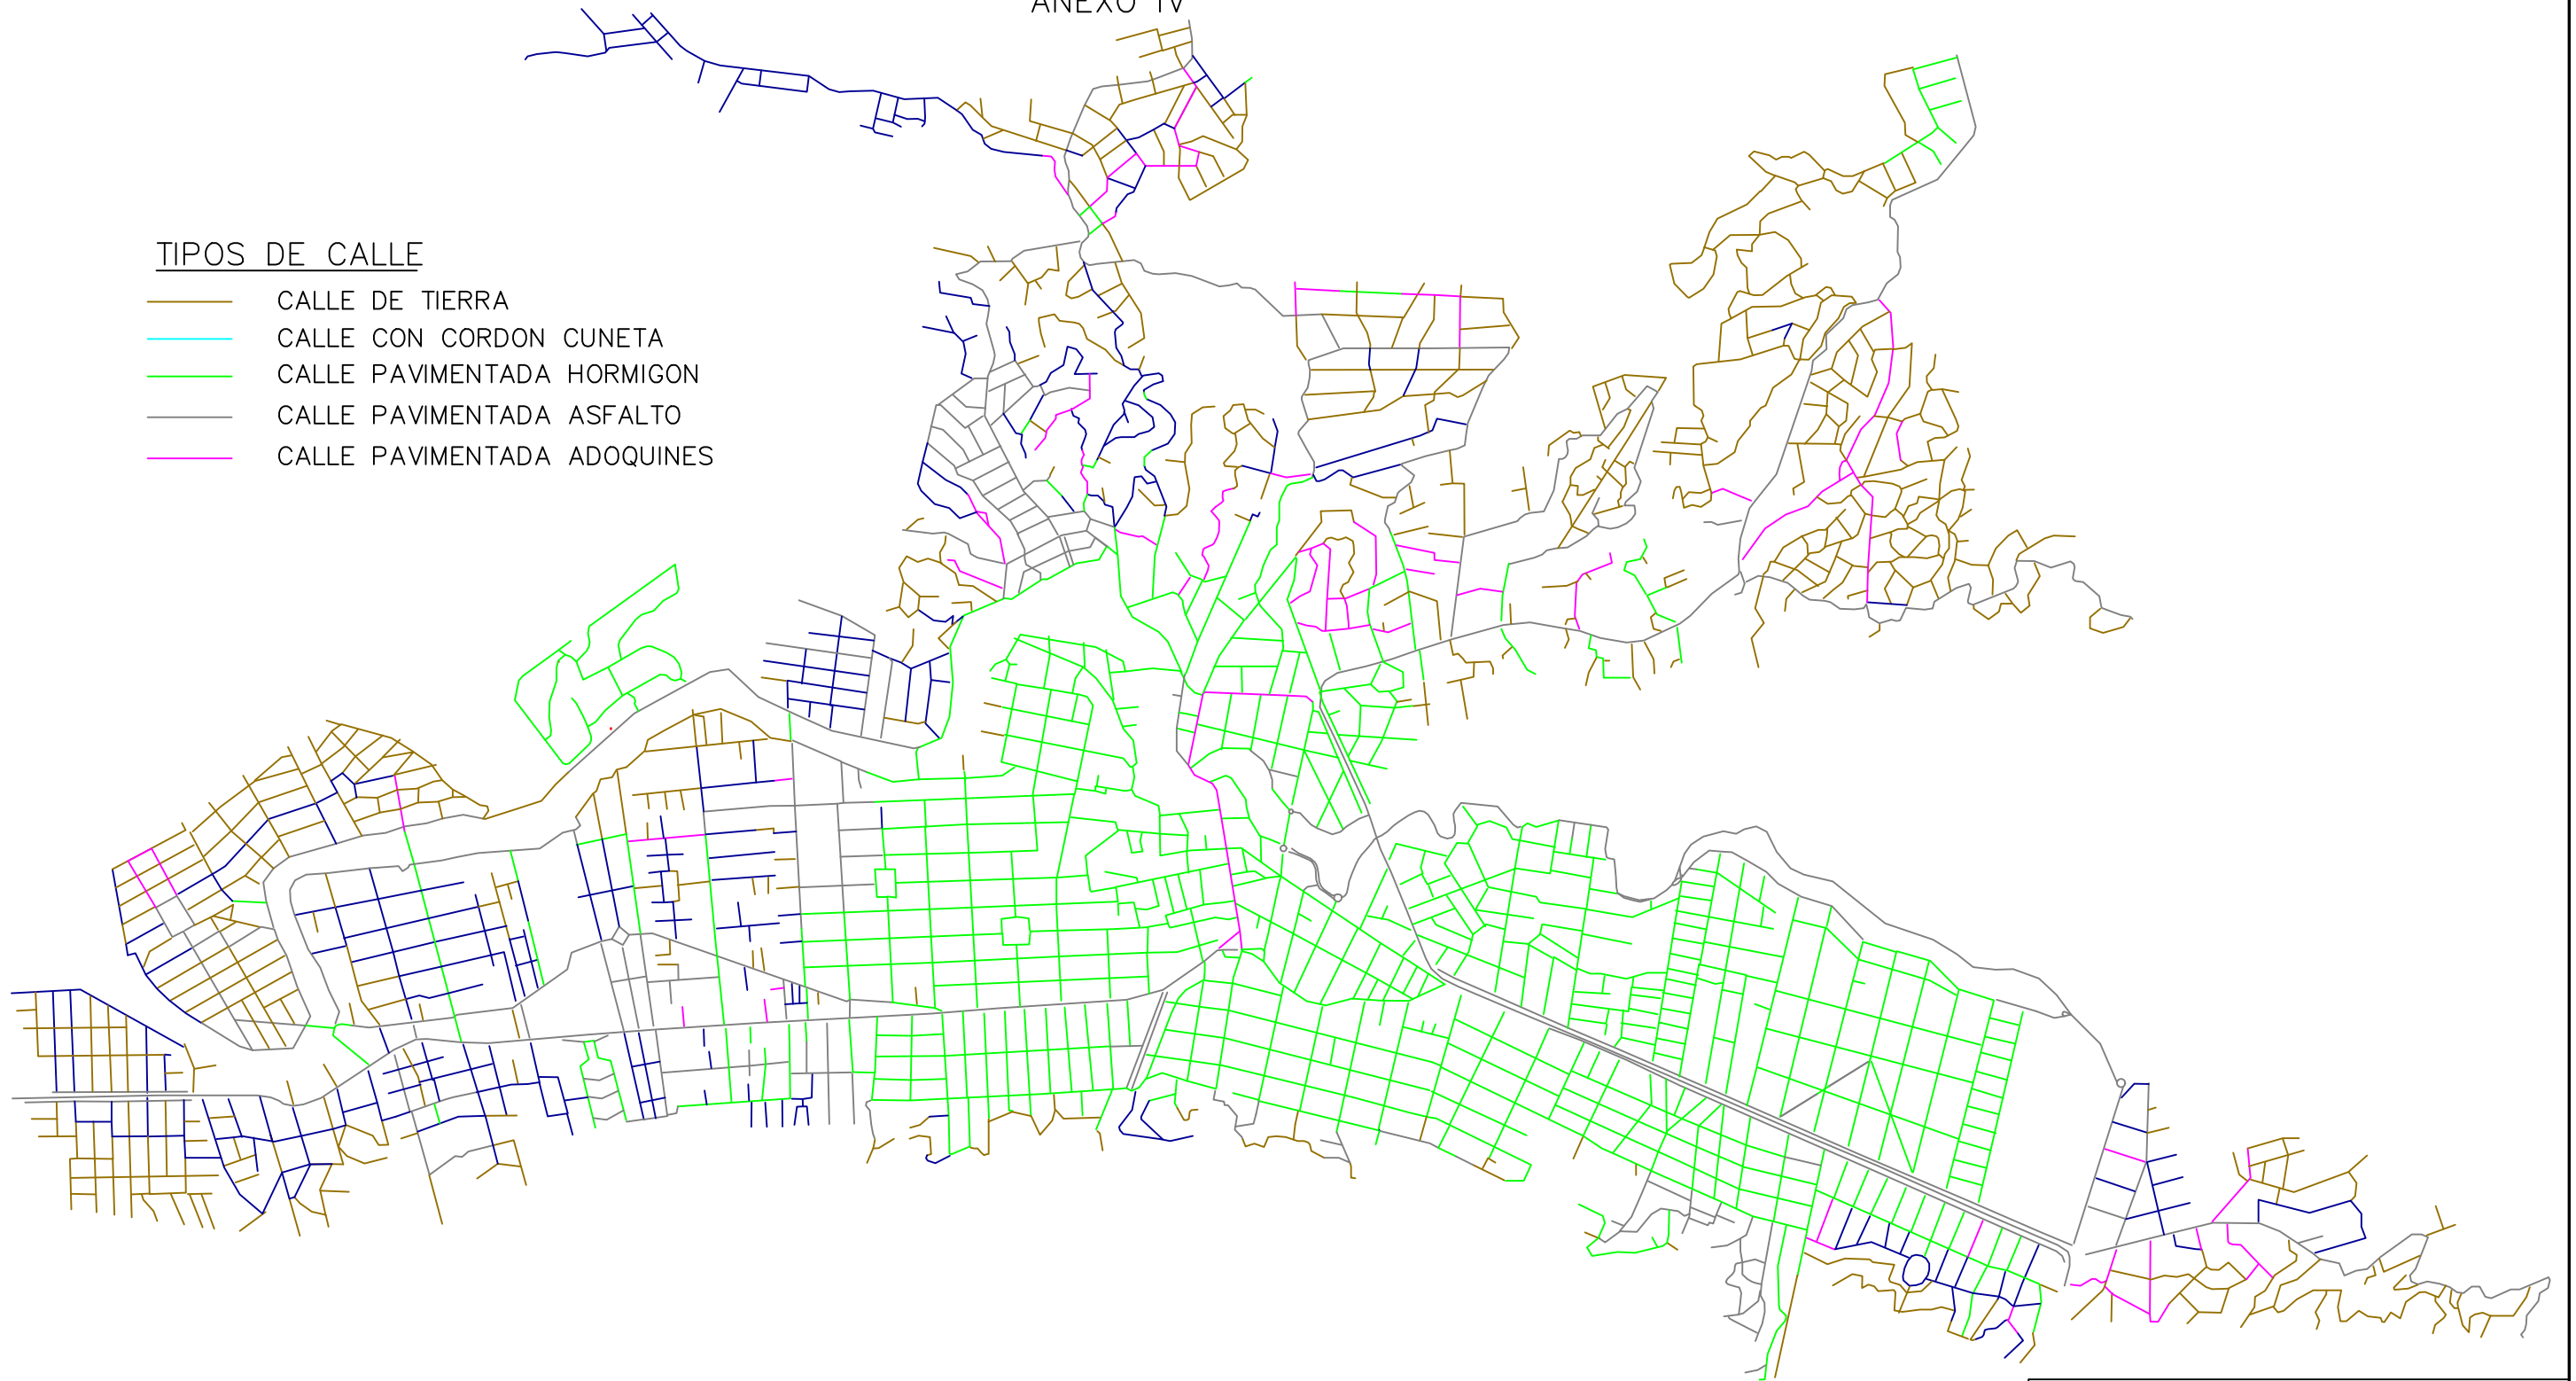 ANEXO IV
TIPOS DE CALLE
CALLE DE TIERRA
CALLE CON CORDON CUNETA
CALLE PAVIMENTADA HORMIGON
CALLE PAVIMENTADA ASFALTO
CALLE PAVIMENTADA ADOQUINES